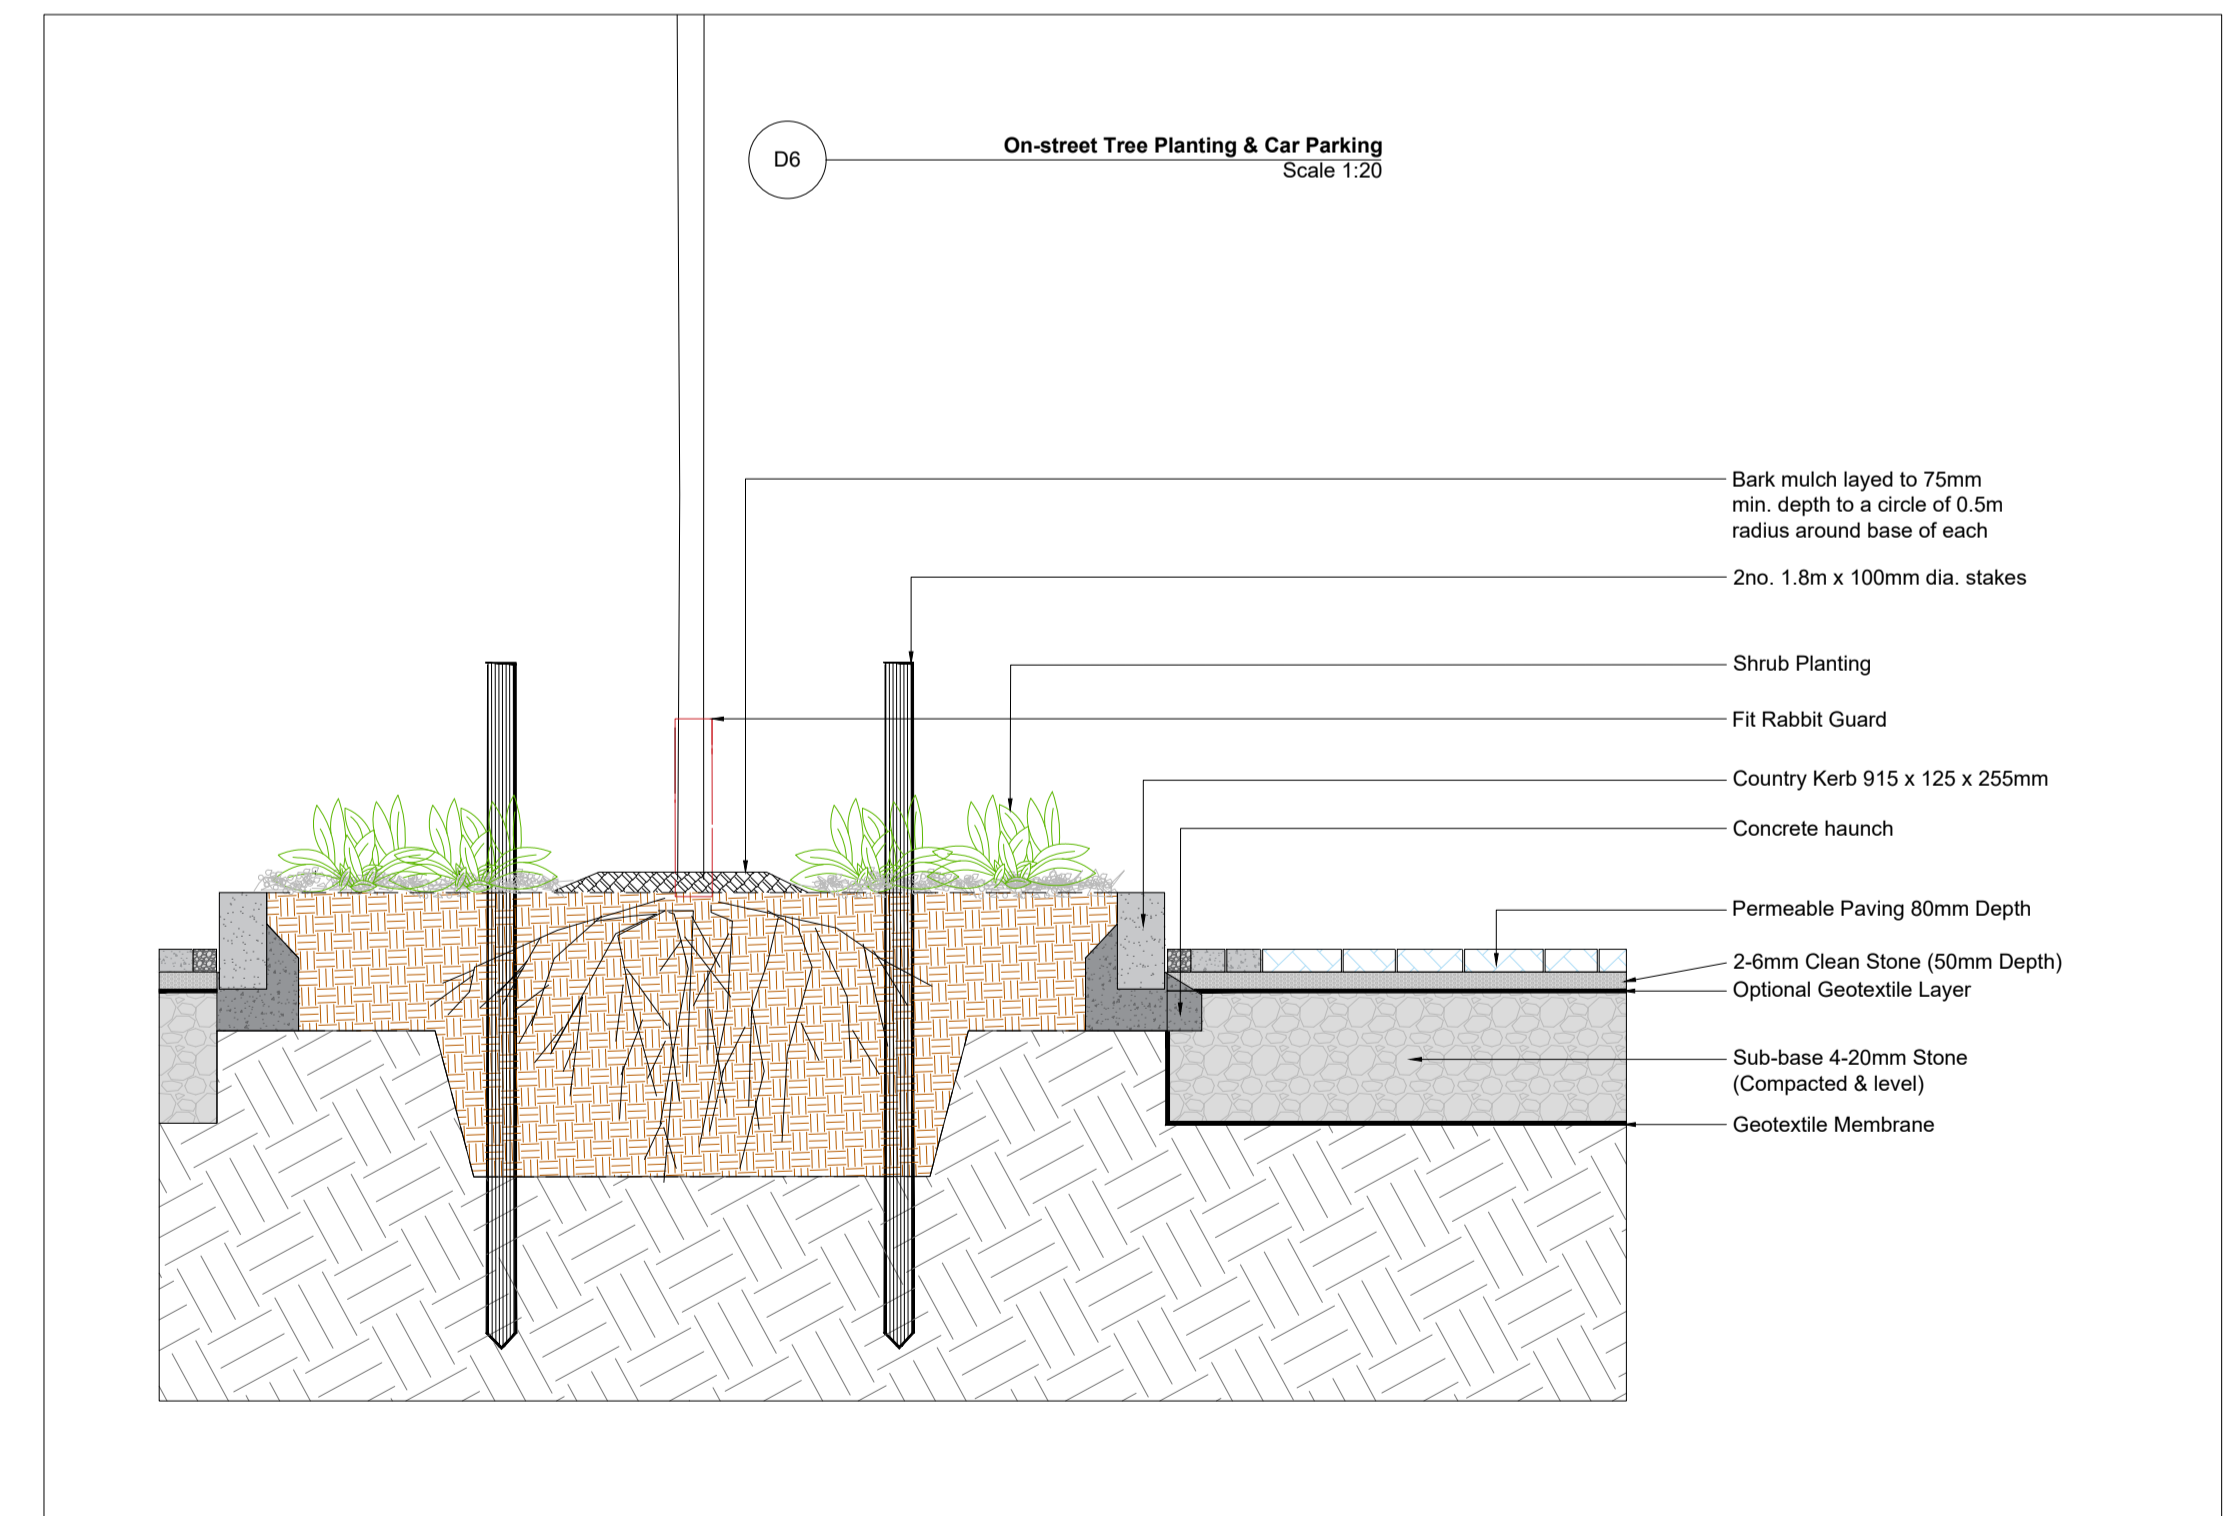 D6
On-street Tree Planting & Car Parking
Scale 1:20
Bark mulch layed to 75mm
min. depth to a circle of 0.5m
radius around base of each
2no. 1.8m x 100mm dia. stakes
Shrub Planting
Fit Rabbit Guard
Country Kerb 915 x 125 x 255mm
Concrete haunch
Permeable Paving 80mm Depth
2-6mm Clean Stone (50mm Depth)
Optional Geotextile Layer
Sub-base 4-20mm Stone
(Compacted & level)
Geotextile Membrane